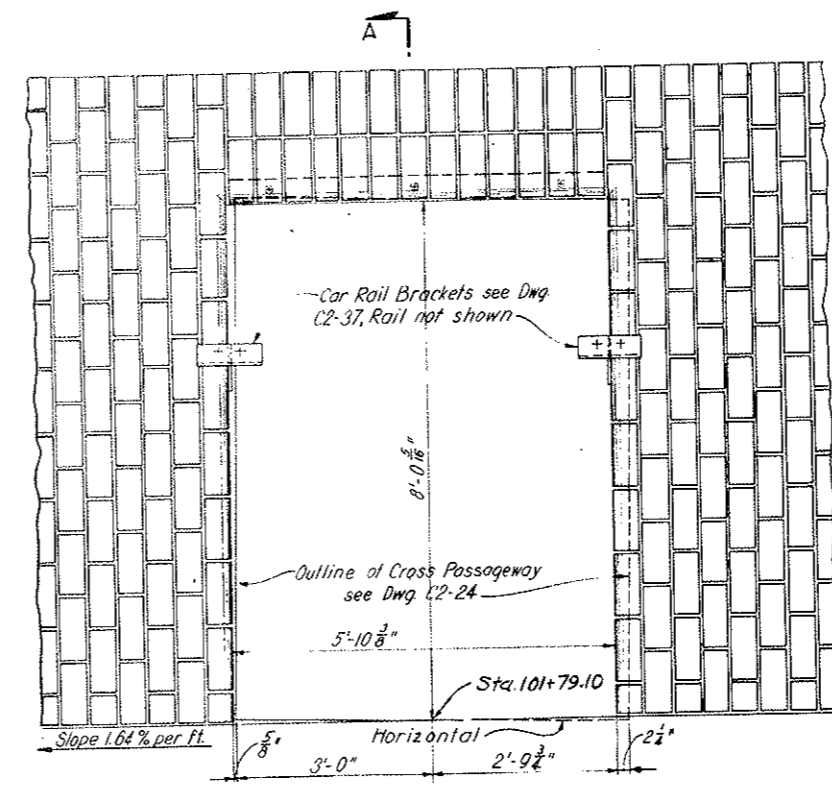 A
Car Rail Brackets see Dwg.
C2-37, Rail not shown
8'-0 5/16"
Outline of Cross Passageway
see Dwg. C2-24
5'-10 3/8"
Sta. 101+79.10
Slope 1.64 % per ft.
Horizontal
5/8"
3'-0"
2'-9 3/4"
2 1/4"